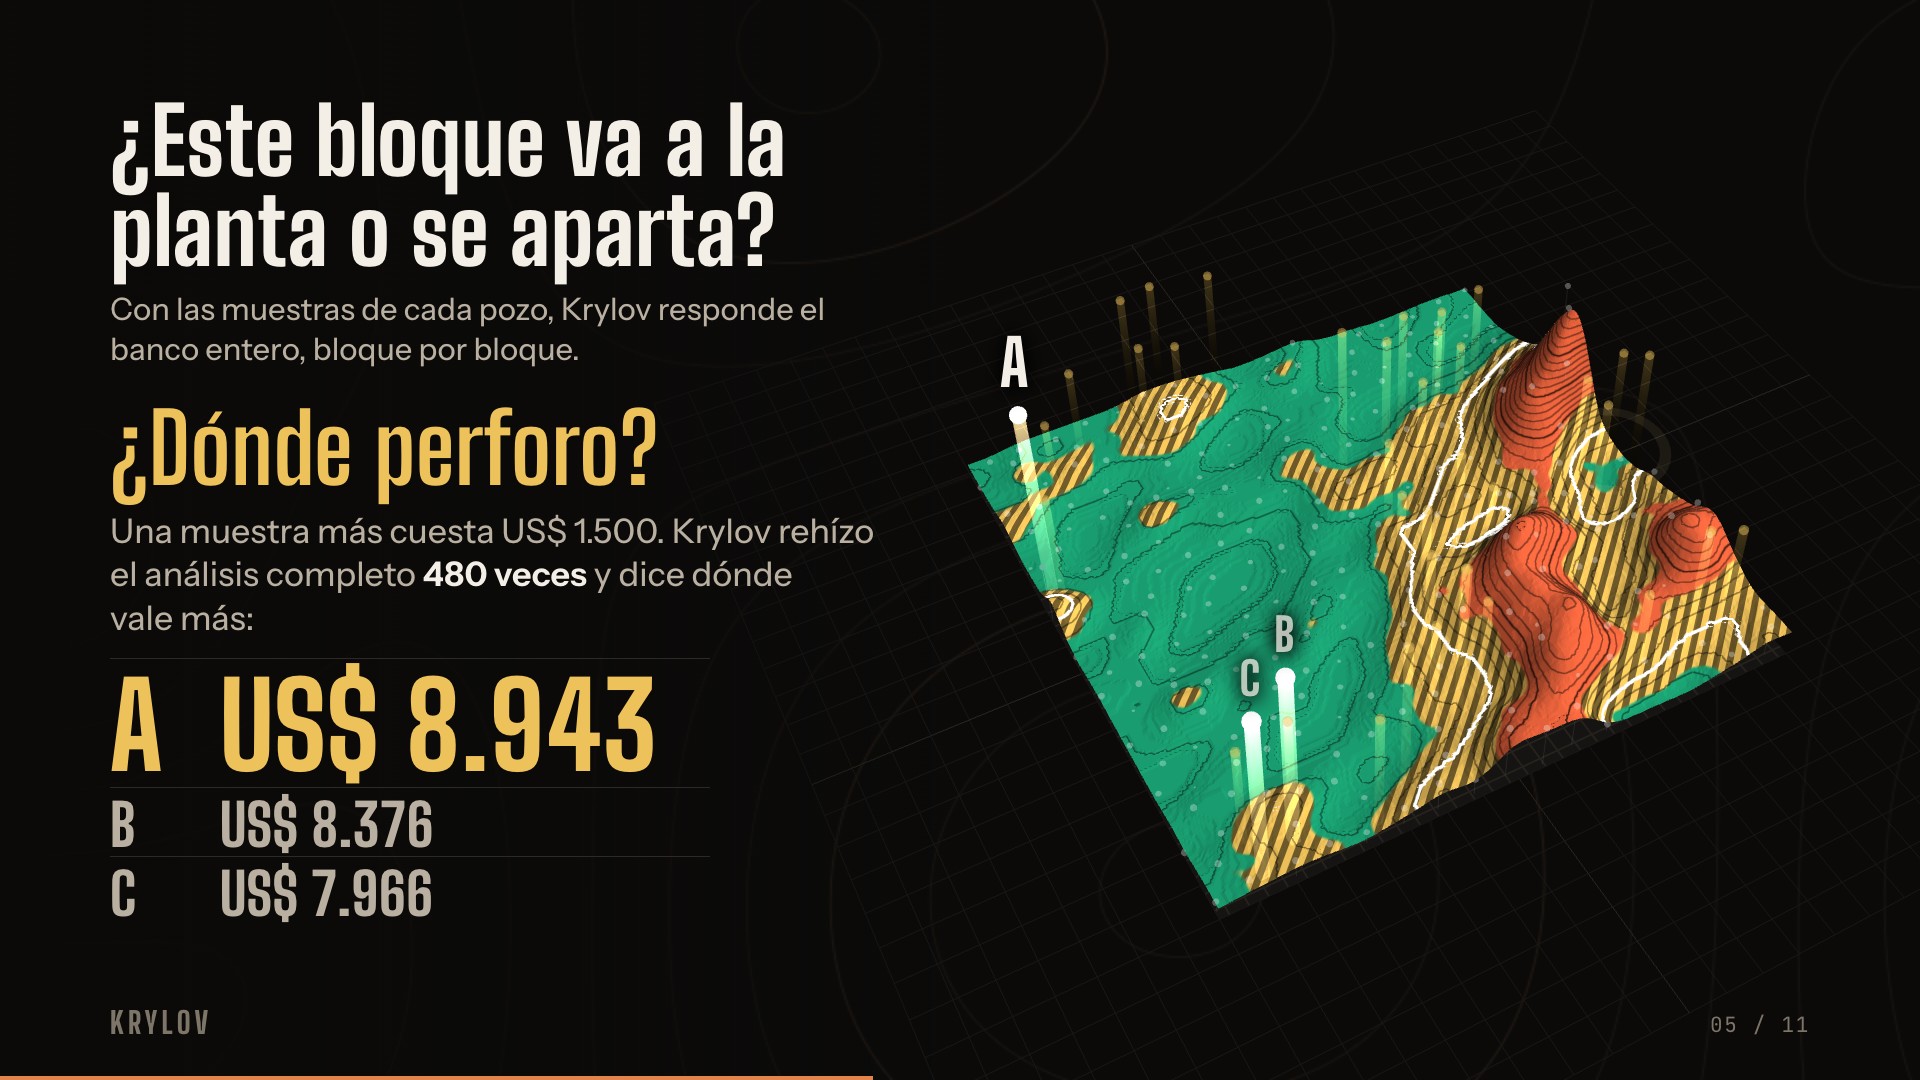 ¿Este bloque va a la
planta o se aparta?
Con las muestras de cada pozo, Krylov responde el
banco entero, bloque por bloque.
¿Dónde perforo?
Una muestra más cuesta US$ 1.500. Krylov rehízo
el análisis completo 480 veces y dice dónde
vale más:
A US$ 8.943
B US$ 8.376
C US$ 7.966
A
B
C
KRYLOV
05 / 11